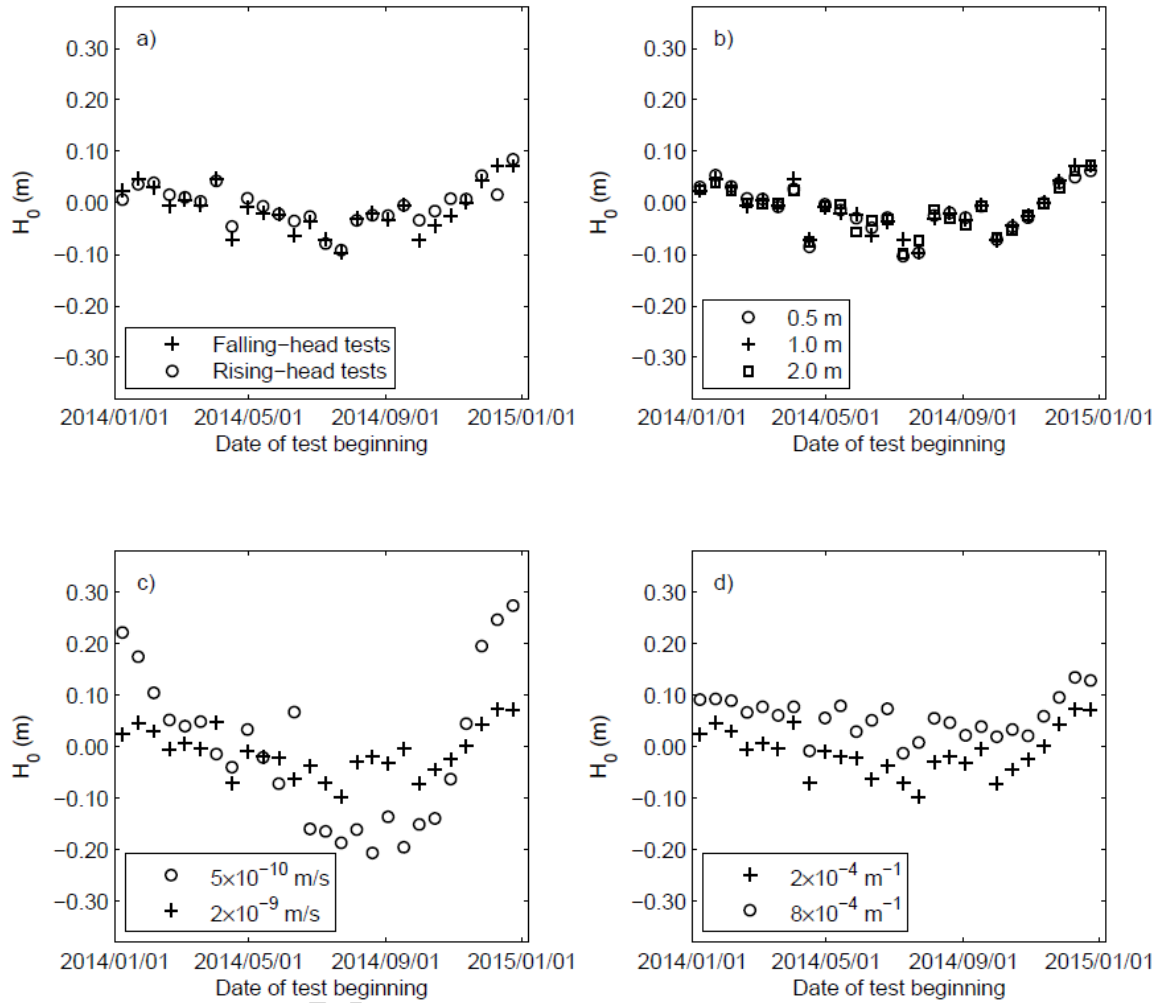 a)
0.30
0.20
0.10
0.00
−0.10
−0.20
−0.30
H0 (m)
+ Falling−head tests
○ Rising−head tests
2014/01/01 2014/05/01 2014/09/01 2015/01/01
Date of test beginning
b)
0.30
0.20
0.10
0.00
−0.10
−0.20
−0.30
H0 (m)
○ 0.5 m
+ 1.0 m
□ 2.0 m
2014/01/01 2014/05/01 2014/09/01 2015/01/01
Date of test beginning
c)
0.30
0.20
0.10
0.00
−0.10
−0.20
−0.30
H0 (m)
○ 5×10−10 m/s
+ 2×10−9 m/s
2014/01/01 2014/05/01 2014/09/01 2015/01/01
Date of test beginning
d)
0.30
0.20
0.10
0.00
−0.10
−0.20
−0.30
H0 (m)
+ 2×10−4 m−1
○ 8×10−4 m−1
2014/01/01 2014/05/01 2014/09/01 2015/01/01
Date of test beginning